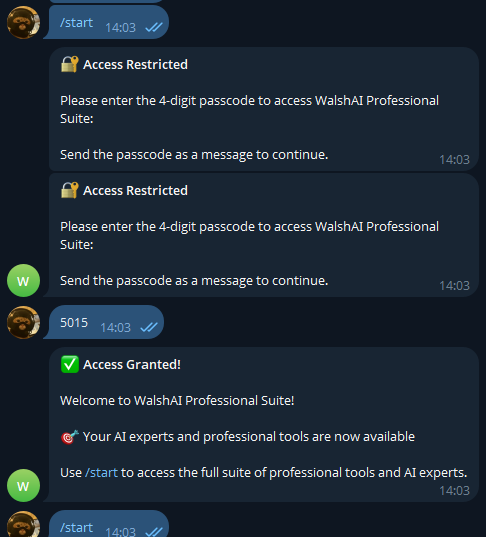 /start 14:03
🔐 Access Restricted
Please enter the 4-digit passcode to access WalshAI Professional
Suite:
Send the passcode as a message to continue.
14:03
🔐 Access Restricted
Please enter the 4-digit passcode to access WalshAI Professional
Suite:
Send the passcode as a message to continue.
W
14:03
5015 14:03
✅ Access Granted!
Welcome to WalshAI Professional Suite!
🎯 Your AI experts and professional tools are now available
Use /start to access the full suite of professional tools and AI experts.
W
14:03
/start 14:03